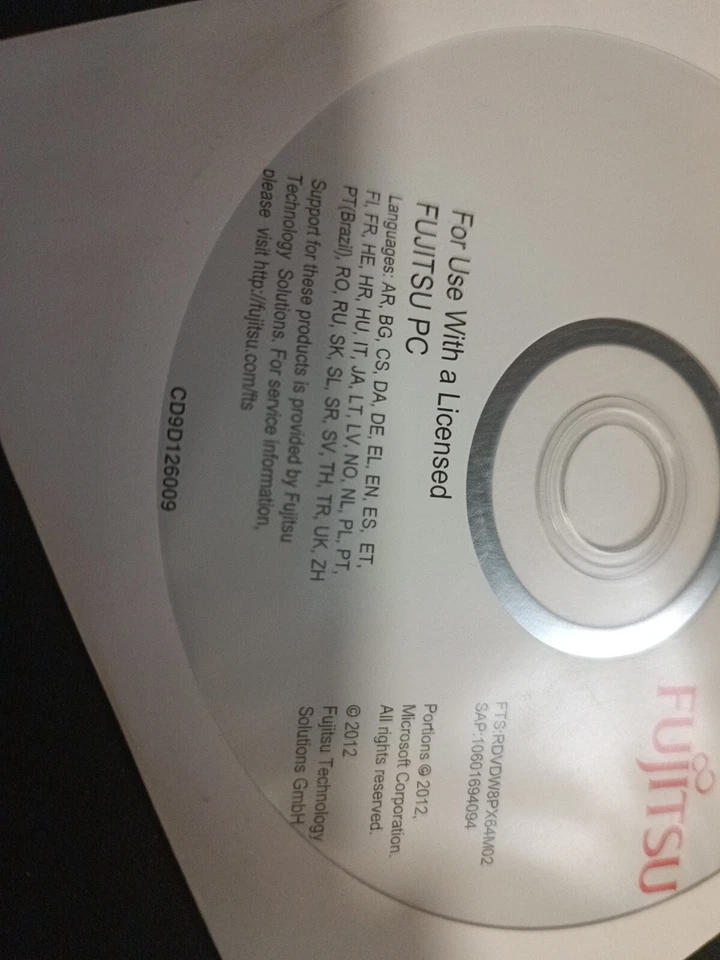 FUJITSU
For Use With a Licensed
FUJITSU PC
Languages: AR, BG, CS, DA, DE, EL, EN, ES, ET,
FI, FR, HE, HR, HU, IT, JA, LT, LV, NO, NL, PL, PT,
PT(Brazil), RO, RU, SK, SL, SR, SV, TH, TR, UK, ZH
Support for these products is provided by Fujitsu
Technology Solutions. For service information,
please visit http://fujitsu.com/fts
CD9D126009
FTS:RDVDW8PX64M02
SAP:10601694094
Portions © 2012,
Microsoft Corporation.
All rights reserved.
© 2012
Fujitsu Technology
Solutions GmbH